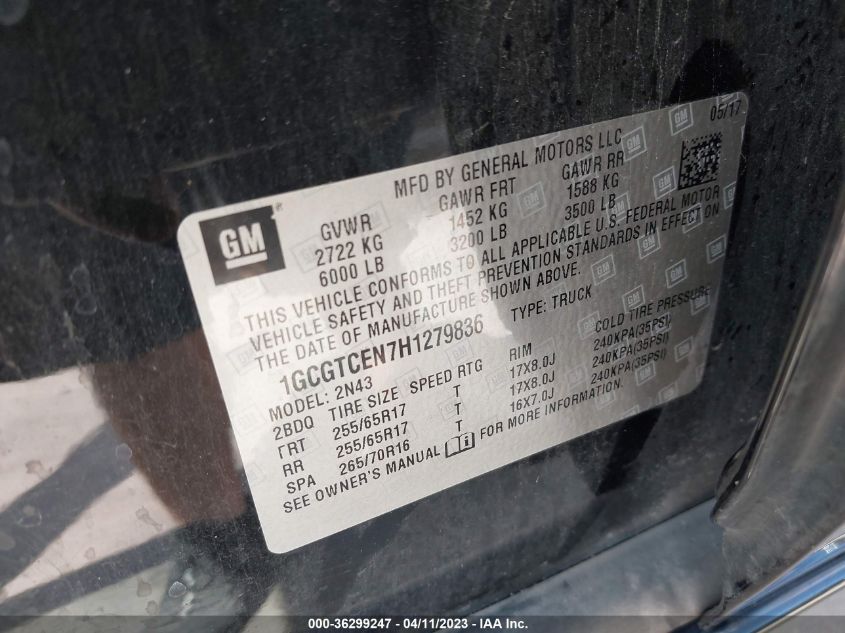 GM
®
05/17
MFD BY GENERAL MOTORS LLC
GVWR GAWR FRT GAWR RR
2722 KG 1452 KG 1588 KG
6000 LB 3200 LB 3500 LB
THIS VEHICLE CONFORMS TO ALL APPLICABLE U.S. FEDERAL MOTOR
VEHICLE SAFETY AND THEFT PREVENTION STANDARDS IN EFFECT ON
THE DATE OF MANUFACTURE SHOWN ABOVE.
1GCGTCEN7H1279836 TYPE: TRUCK
MODEL: 2N43
2BDQ TIRE SIZE SPEED RTG RIM COLD TIRE PRESSURE
FRT 255/65R17 T 17X8.0J 240KPA(35PSI)
RR 255/65R17 T 17X8.0J 240KPA(35PSI)
SPA 265/70R16 T 16X7.0J 240KPA(35PSI)
SEE OWNER'S MANUAL FOR MORE INFORMATION.
000-36299247 - 04/11/2023 - IAA Inc.